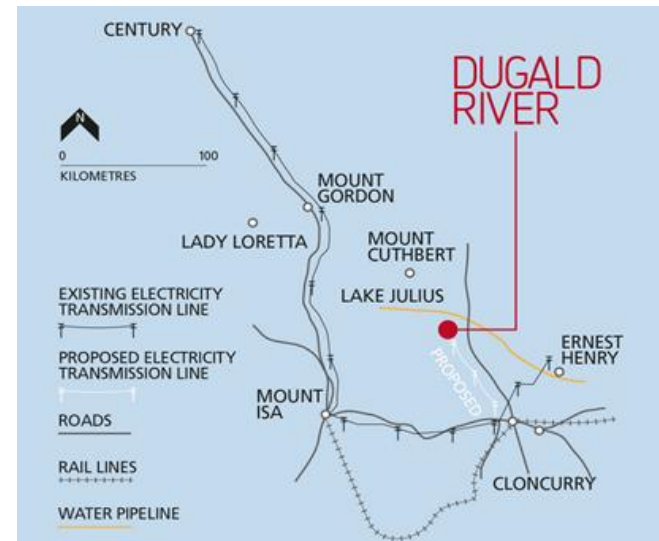 CENTURY
DUGALD
RIVER
N
0 100
KILOMETRES
MOUNT
GORDON
LADY LORETTA
MOUNT
CUTHBERT
LAKE JULIUS
EXISTING ELECTRICITY
TRANSMISSION LINE
ERNEST
HENRY
PROPOSED ELECTRICITY
TRANSMISSION LINE
PROPOSED
MOUNT
ISA
ROADS
RAIL LINES
CLONCURRY
WATER PIPELINE